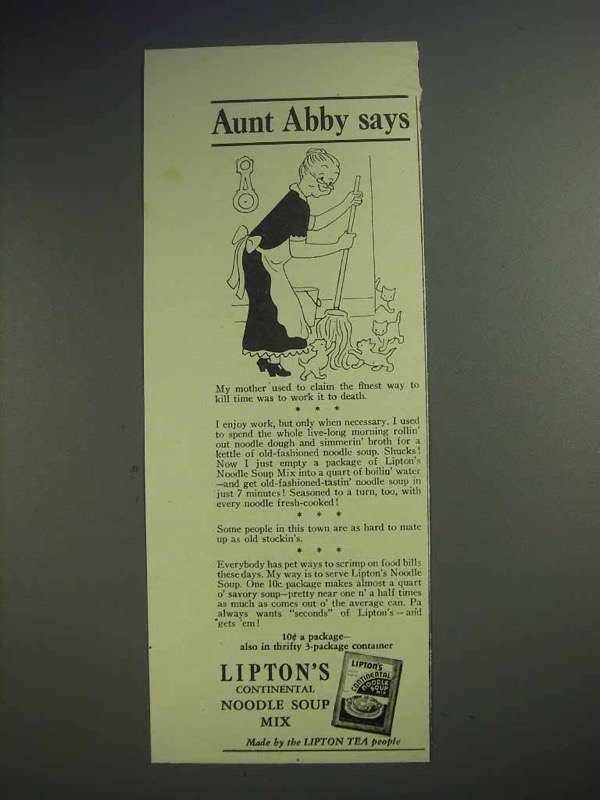 Aunt Abby says
My mother used to claim the finest way to
kill time was to work it to death.
* * *
I enjoy work, but only when necessary. I used
to spend the whole live-long morning rollin'
out noodle dough and simmerin' broth for a
kettle of old-fashioned noodle soup. Shucks!
Now I just empty a package of Lipton's
Noodle Soup Mix into a quart of boilin' water
—and get old-fashioned-tastin' noodle soup in
just 7 minutes! Seasoned to a turn, too, with
every noodle fresh-cooked!
* * *
Some people in this town are as hard to mate
up as old stockin's.
* * *
Everybody has pet ways to scrimp on food bills
these days. My way is to serve Lipton's Noodle
Soup. One 10c package makes almost a quart
o' savory soup—pretty near one n' a half times
as much as comes out o' the average can. Pa
always wants "seconds" of Lipton's—and
gets 'em!
10¢ a package—
also in thrifty 3-package container
LIPTON'S
CONTINENTAL
NOODLE SOUP
MIX
LIPTON'S
CONTINENTAL
NOODLE
SOUP
MIX
Made by the LIPTON TEA people